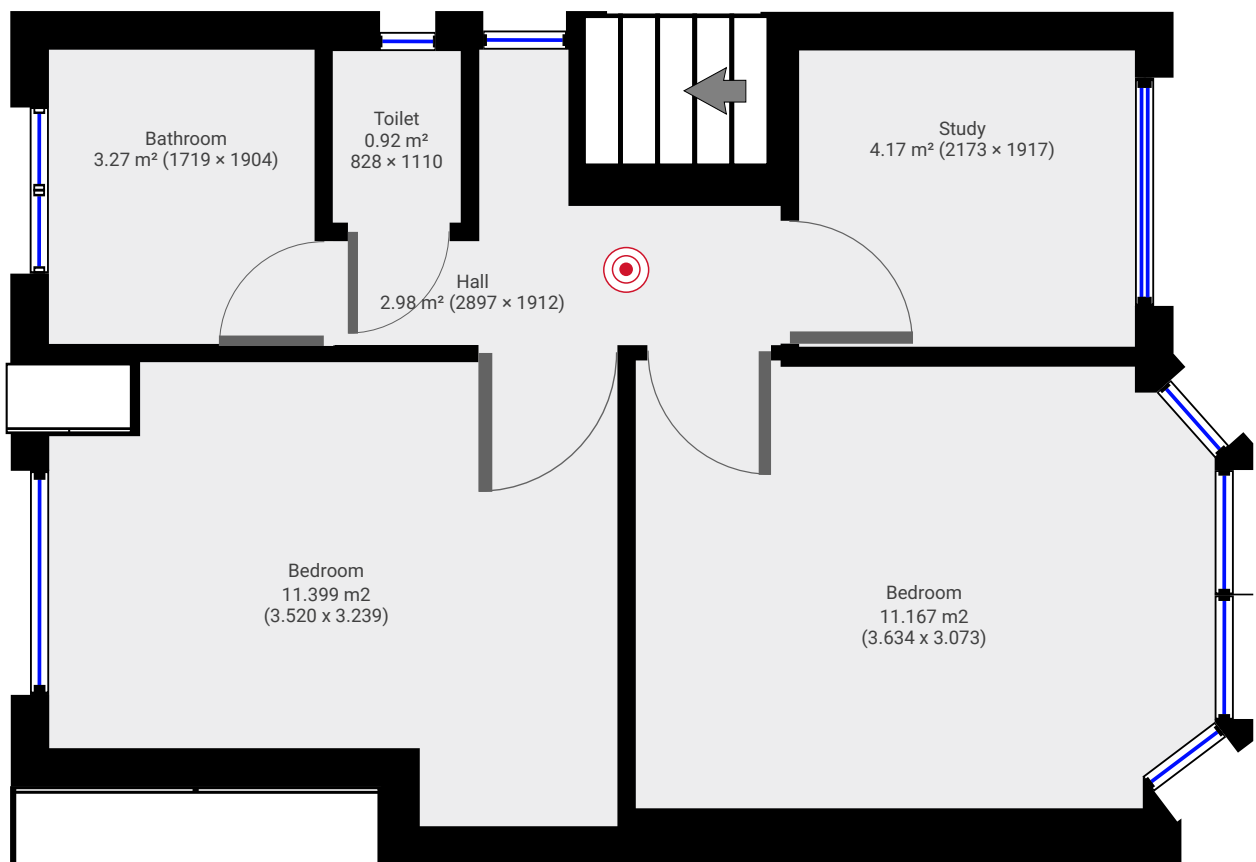 Bathroom
3.27 m² (1719 × 1904)
Toilet
0.92 m²
828 × 1110
Study
4.17 m² (2173 × 1917)
Hall
2.98 m² (2897 × 1912)
Bedroom
11.399 m2
(3.520 x 3.239)
Bedroom
11.167 m2
(3.634 x 3.073)